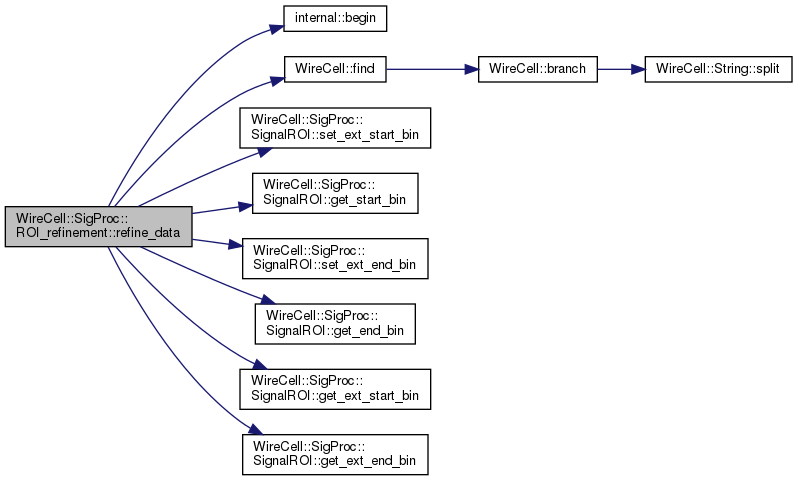 internal::begin
WireCell::find
WireCell::branch
WireCell::String::split
WireCell::SigProc::
SignalROI::set_ext_start_bin
WireCell::SigProc::
SignalROI::get_start_bin
WireCell::SigProc::
ROI_refinement::refine_data
WireCell::SigProc::
SignalROI::set_ext_end_bin
WireCell::SigProc::
SignalROI::get_end_bin
WireCell::SigProc::
SignalROI::get_ext_start_bin
WireCell::SigProc::
SignalROI::get_ext_end_bin